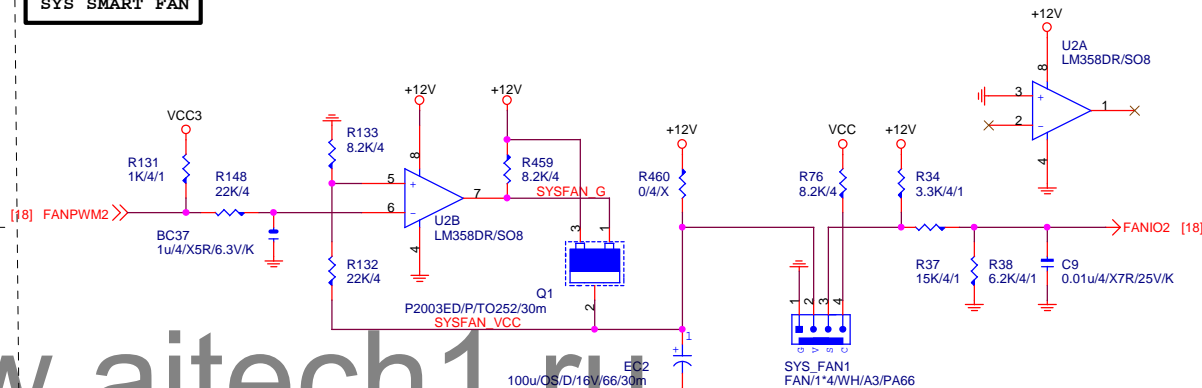 SYS SMART FAN
+12V
U2A
LM358DR/SO8
8
3
+
2
−
1
4
VCC3
R131
1K/4/1
R148
22K/4
[18] FANPWM2
BC37
1u/4/X5R/6.3V/K
R133
8.2K/4
+12V
8
5
+
6
−
7
U2B
LM358DR/SO8
4
R132
22K/4
+12V
R459
8.2K/4
SYSFAN_G
3
1
Q1
2
P2003ED/P/TO252/30m
SYSFAN_VCC
+12V
R460
0/4/X
1
+
EC2
100u/OS/D/16V/66/30m
VCC
R76
8.2K/4
+12V
R34
3.3K/4/1
R37
15K/4/1
R38
6.2K/4/1
C9
0.01u/4/X7R/25V/K
FANIO2 [18]
1
2
3
4
G
V
S
C
SYS_FAN1
FAN/1*4/WH/A3/PA66
w.aitech1.ru